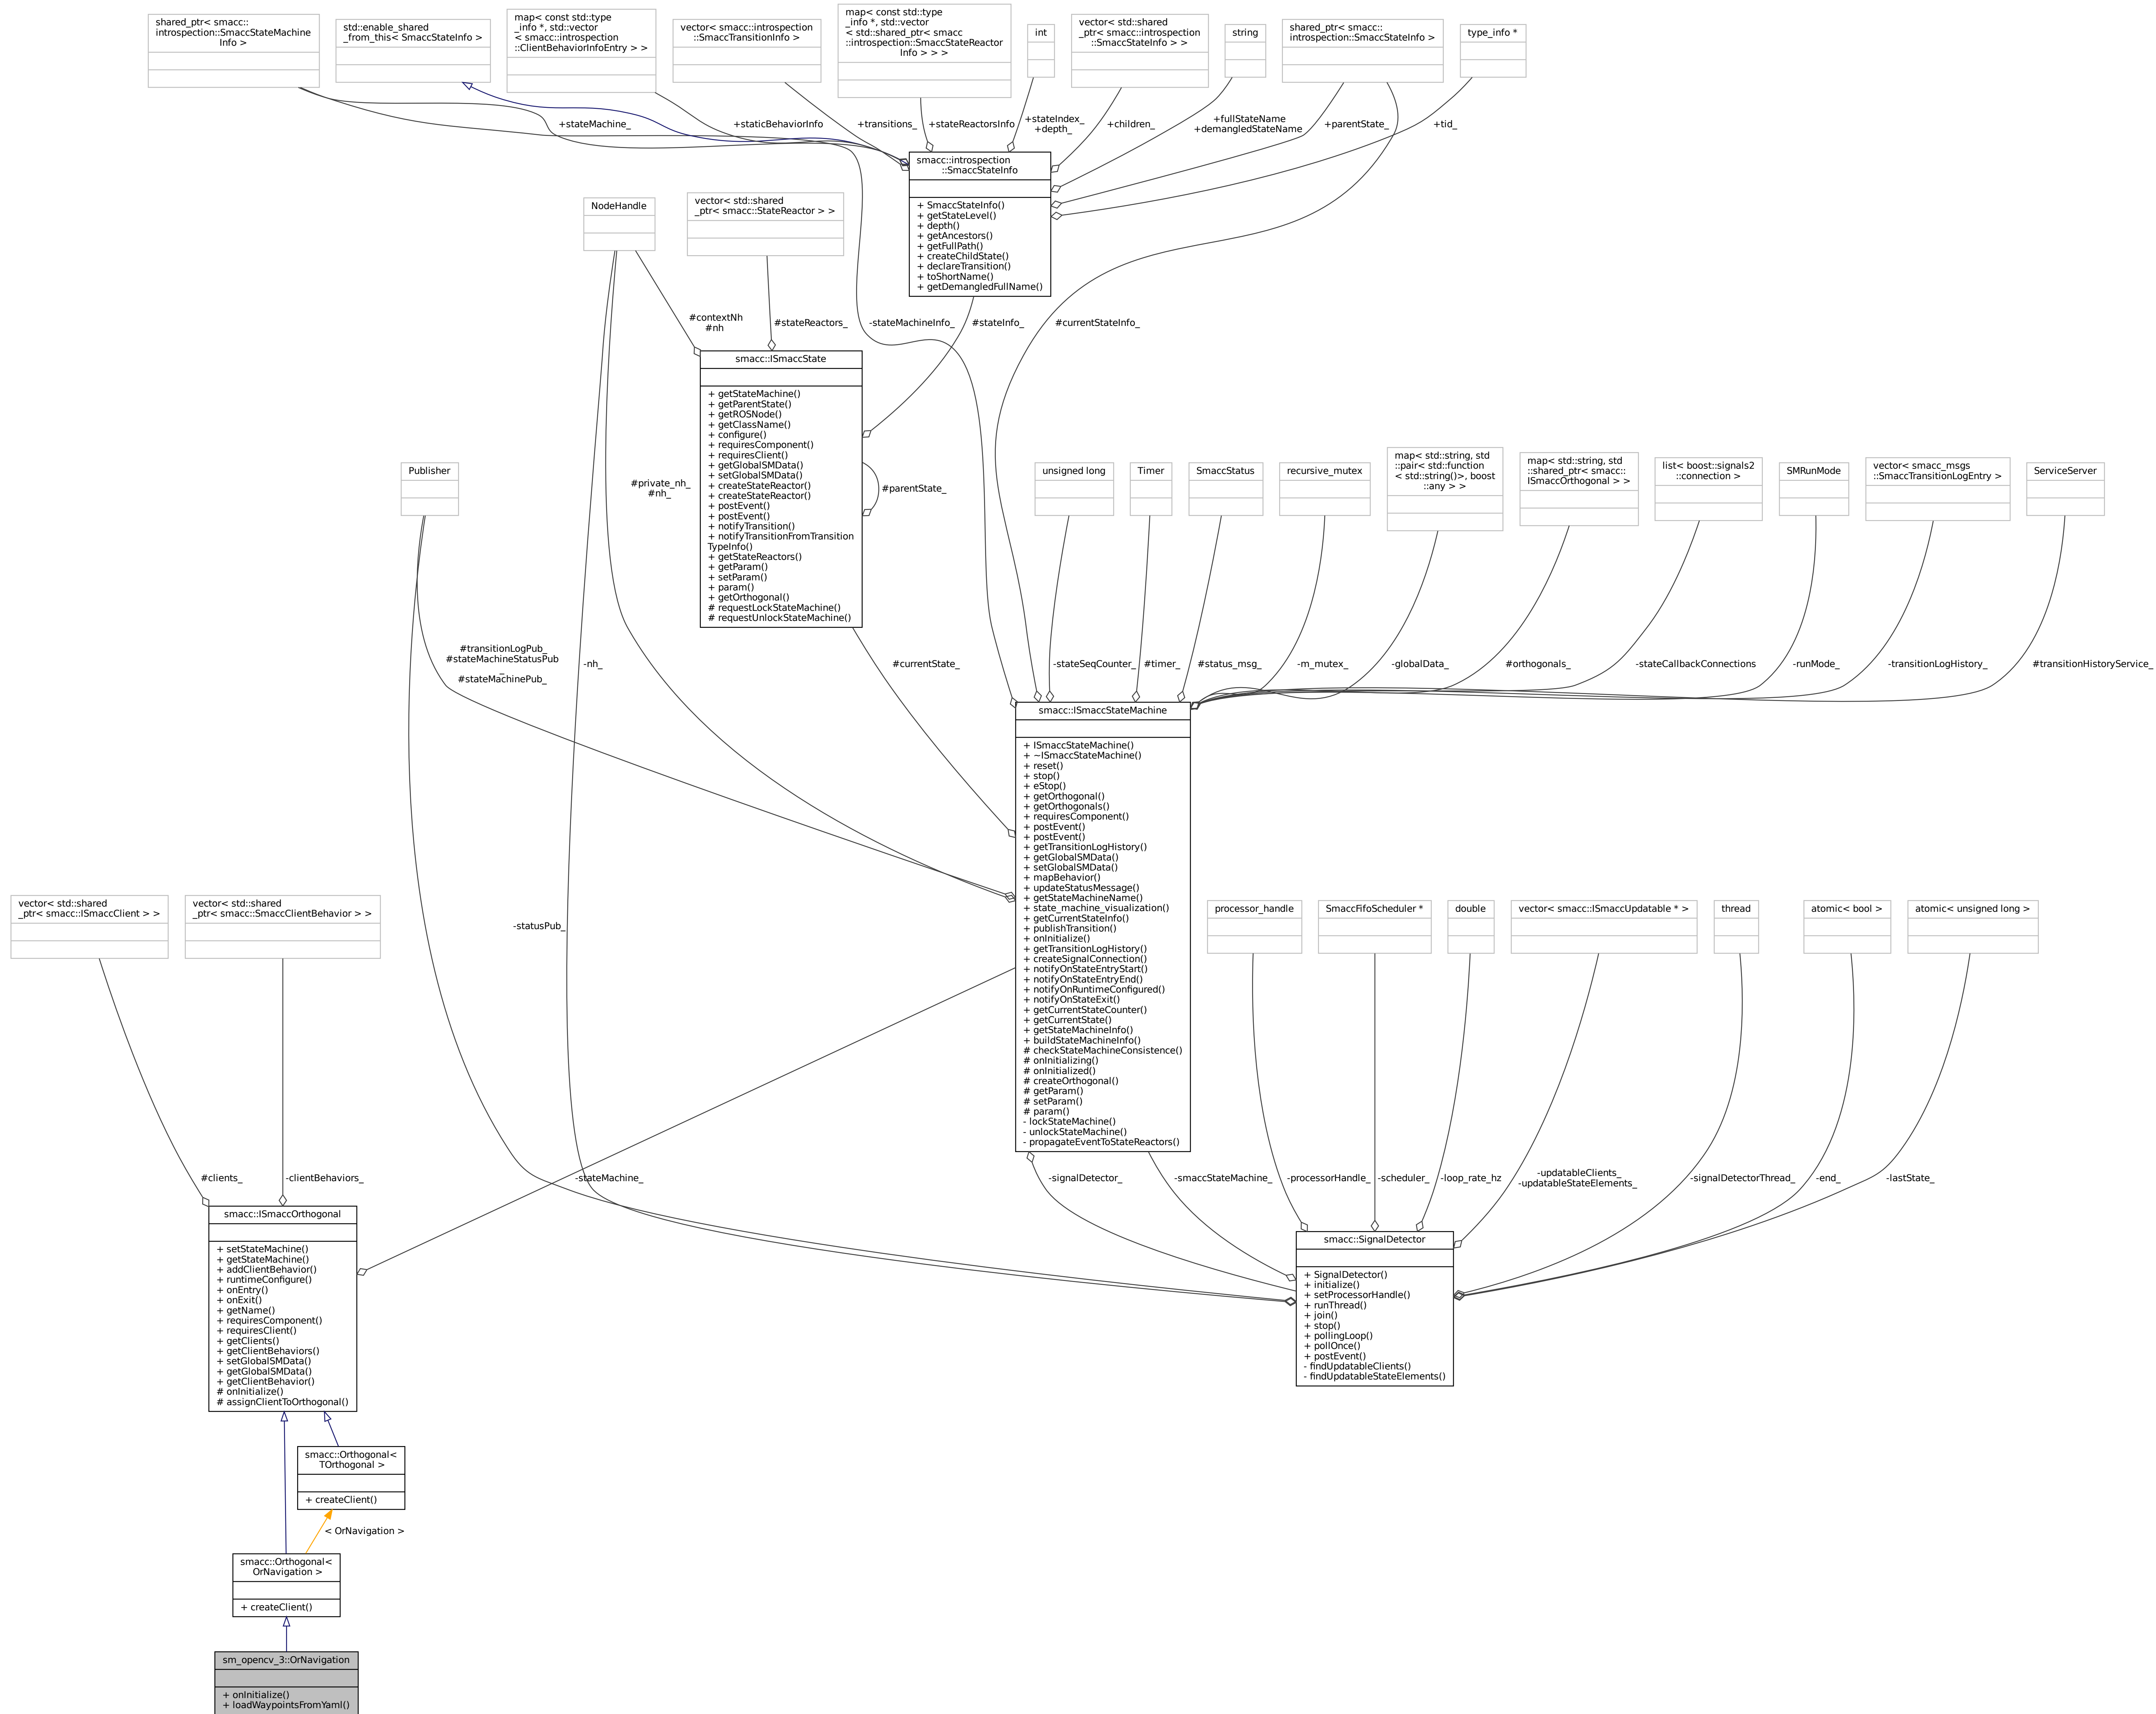 shared_ptr< smacc::
introspection::SmaccStateMachine
Info >
std::enable_shared
_from_this< SmaccStateInfo >
map< const std::type
_info *, std::vector
< smacc::introspection
::ClientBehaviorInfoEntry > >
vector< smacc::introspection
::SmaccTransitionInfo >
map< const std::type
_info *, std::vector
< std::shared_ptr< smacc
::introspection::SmaccStateReactor
Info > > >
int
vector< std::shared
_ptr< smacc::introspection
::SmaccStateInfo > >
string
shared_ptr< smacc::
introspection::SmaccStateInfo >
type_info *
+stateMachine_
+staticBehaviorInfo
+transitions_
+stateReactorsInfo
+stateIndex_
+depth_
+children_
+fullStateName
+demangledStateName
+parentState_
+tid_
smacc::introspection
::SmaccStateInfo
+ SmaccStateInfo()
+ getStateLevel()
+ depth()
+ getAncestors()
+ getFullPath()
+ createChildState()
+ declareTransition()
+ toShortName()
+ getDemangledFullName()
NodeHandle
vector< std::shared
_ptr< smacc::StateReactor > >
#contextNh
#nh
#stateReactors_
-stateMachineInfo_
#stateInfo_
#currentStateInfo_
smacc::ISmaccState
+ getStateMachine()
+ getParentState()
+ getROSNode()
+ getClassName()
+ configure()
+ requiresComponent()
+ requiresClient()
+ getGlobalSMData()
+ setGlobalSMData()
+ createStateReactor()
+ createStateReactor()
+ postEvent()
+ postEvent()
+ notifyTransition()
+ notifyTransitionFromTransition
TypeInfo()
+ getStateReactors()
+ getParam()
+ setParam()
+ param()
+ getOrthogonal()
# requestLockStateMachine()
# requestUnlockStateMachine()
#parentState_
Publisher
#private_nh_
#nh_
unsigned long
Timer
SmaccStatus
recursive_mutex
map< std::string, std
::pair< std::function
< std::string()>, boost
::any > >
map< std::string, std
::shared_ptr< smacc::
ISmaccOrthogonal > >
list< boost::signals2
::connection >
SMRunMode
vector< smacc_msgs
::SmaccTransitionLogEntry >
ServiceServer
#transitionLogPub_
#stateMachineStatusPub
_
#stateMachinePub_
-nh_
#currentState_
-stateSeqCounter_
#timer_
#status_msg_
-m_mutex_
-globalData_
#orthogonals_
-stateCallbackConnections
-runMode_
-transitionLogHistory_
#transitionHistoryService_
smacc::ISmaccStateMachine
+ ISmaccStateMachine()
+ ~ISmaccStateMachine()
+ reset()
+ stop()
+ eStop()
+ getOrthogonal()
+ getOrthogonals()
+ requiresComponent()
+ postEvent()
+ postEvent()
+ getTransitionLogHistory()
+ getGlobalSMData()
+ setGlobalSMData()
+ mapBehavior()
+ updateStatusMessage()
+ getStateMachineName()
+ state_machine_visualization()
+ getCurrentStateInfo()
+ publishTransition()
+ onInitialize()
+ getTransitionLogHistory()
+ createSignalConnection()
+ notifyOnStateEntryStart()
+ notifyOnStateEntryEnd()
+ notifyOnRuntimeConfigured()
+ notifyOnStateExit()
+ getCurrentStateCounter()
+ getCurrentState()
+ getStateMachineInfo()
+ buildStateMachineInfo()
# checkStateMachineConsistence()
# onInitializing()
# onInitialized()
# createOrthogonal()
# getParam()
# setParam()
# param()
- lockStateMachine()
- unlockStateMachine()
- propagateEventToStateReactors()
vector< std::shared
_ptr< smacc::ISmaccClient > >
vector< std::shared
_ptr< smacc::SmaccClientBehavior > >
-statusPub_
processor_handle
SmaccFifoScheduler *
double
vector< smacc::ISmaccUpdatable * >
thread
atomic< bool >
atomic< unsigned long >
#clients_
-clientBehaviors_
-stateMachine_
-signalDetector_
-smaccStateMachine_
-processorHandle_
-scheduler_
-loop_rate_hz
-updatableClients_
-updatableStateElements_
-signalDetectorThread_
-end_
-lastState_
smacc::ISmaccOrthogonal
+ setStateMachine()
+ getStateMachine()
+ addClientBehavior()
+ runtimeConfigure()
+ onEntry()
+ onExit()
+ getName()
+ requiresComponent()
+ requiresClient()
+ getClients()
+ getClientBehaviors()
+ setGlobalSMData()
+ getGlobalSMData()
+ getClientBehavior()
# onInitialize()
# assignClientToOrthogonal()
smacc::SignalDetector
+ SignalDetector()
+ initialize()
+ setProcessorHandle()
+ runThread()
+ join()
+ stop()
+ pollingLoop()
+ pollOnce()
+ postEvent()
- findUpdatableClients()
- findUpdatableStateElements()
smacc::Orthogonal<
TOrthogonal >
+ createClient()
< OrNavigation >
smacc::Orthogonal<
OrNavigation >
+ createClient()
sm_opencv_3::OrNavigation
+ onInitialize()
+ loadWaypointsFromYaml()